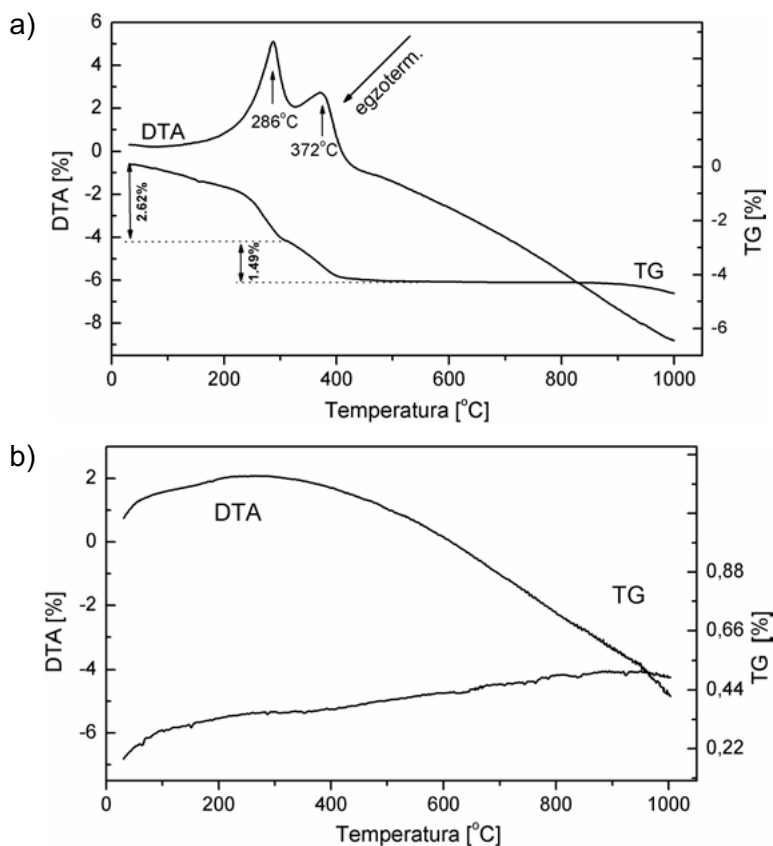 a)
6
4
2
0
-2
-4
-6
-8
DTA [%]
DTA
286°C
372°C
egzoterm.
2.62%
1.49%
TG
0
-2
-4
-6
TG [%]
0 200 400 600 800 1000
Temperatura [°C]
b)
2
0
-2
-4
-6
DTA [%]
DTA
TG
0,88
0,66
0,44
0,22
TG [%]
0 200 400 600 800 1000
Temperatura [°C]